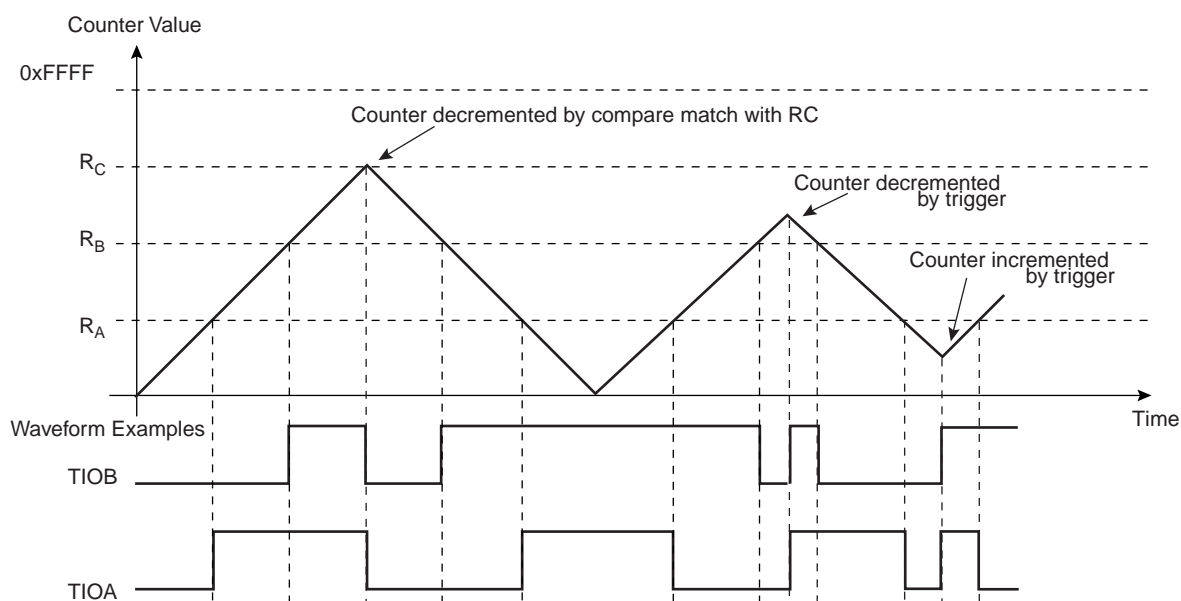 Counter Value
0xFFFF
Counter decremented by compare match with RC
RC
Counter decremented
by trigger
RB
Counter incremented
by trigger
RA
Time
Waveform Examples
TIOB
TIOA